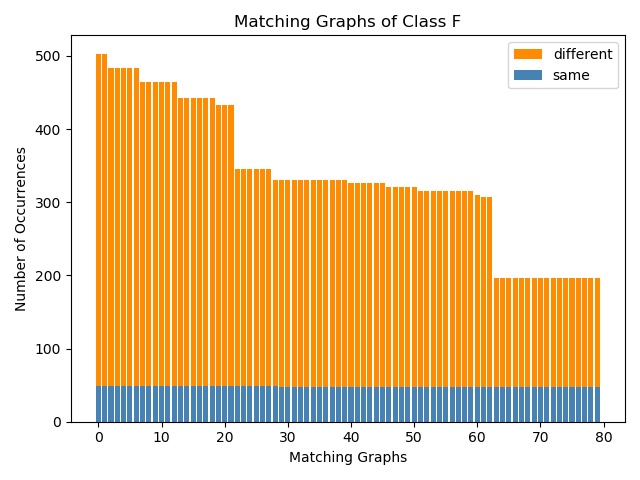 Matching Graphs of Class F
different
same
Number of Occurrences
500
400
300
200
100
0
0 10 20 30 40 50 60 70 80
Matching Graphs